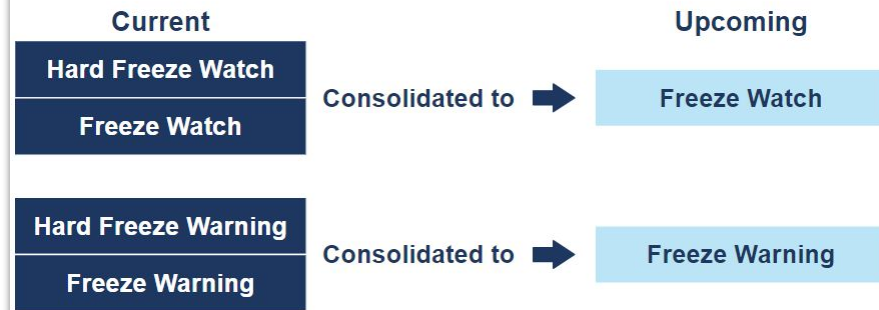 Current
Upcoming
Hard Freeze Watch
Freeze Watch
Consolidated to
Freeze Watch
Hard Freeze Warning
Freeze Warning
Consolidated to
Freeze Warning